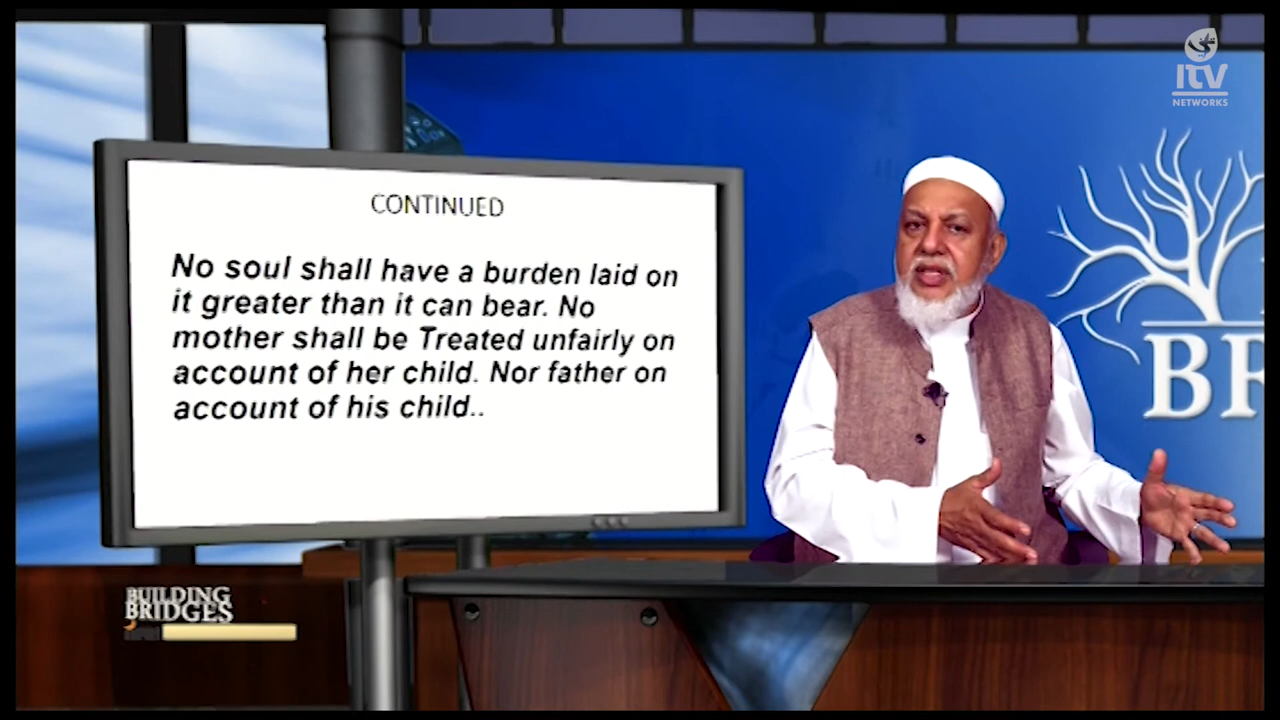 ITV
NETWORKS
CONTINUED
No soul shall have a burden laid on
it greater than it can bear. No
mother shall be Treated unfairly on
account of her child. Nor father on
account of his child..
BR
BUILDING
BRIDGES